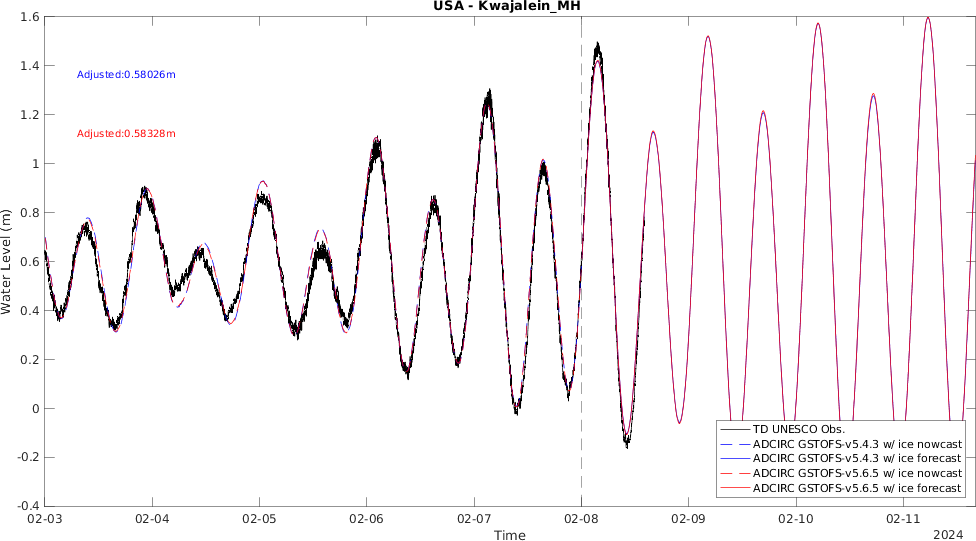 USA - Kwajalein_MH
1.6
1.4
1.2
1
0.8
0.6
0.4
0.2
0
-0.2
-0.4
Water Level (m)
Adjusted:0.58026m
Adjusted:0.58328m
TD UNESCO Obs.
ADCIRC GSTOFS-v5.4.3 w/ ice nowcast
ADCIRC GSTOFS-v5.4.3 w/ ice forecast
ADCIRC GSTOFS-v5.6.5 w/ ice nowcast
ADCIRC GSTOFS-v5.6.5 w/ ice forecast
02-03 02-04 02-05 02-06 02-07 02-08 02-09 02-10 02-11
Time
2024